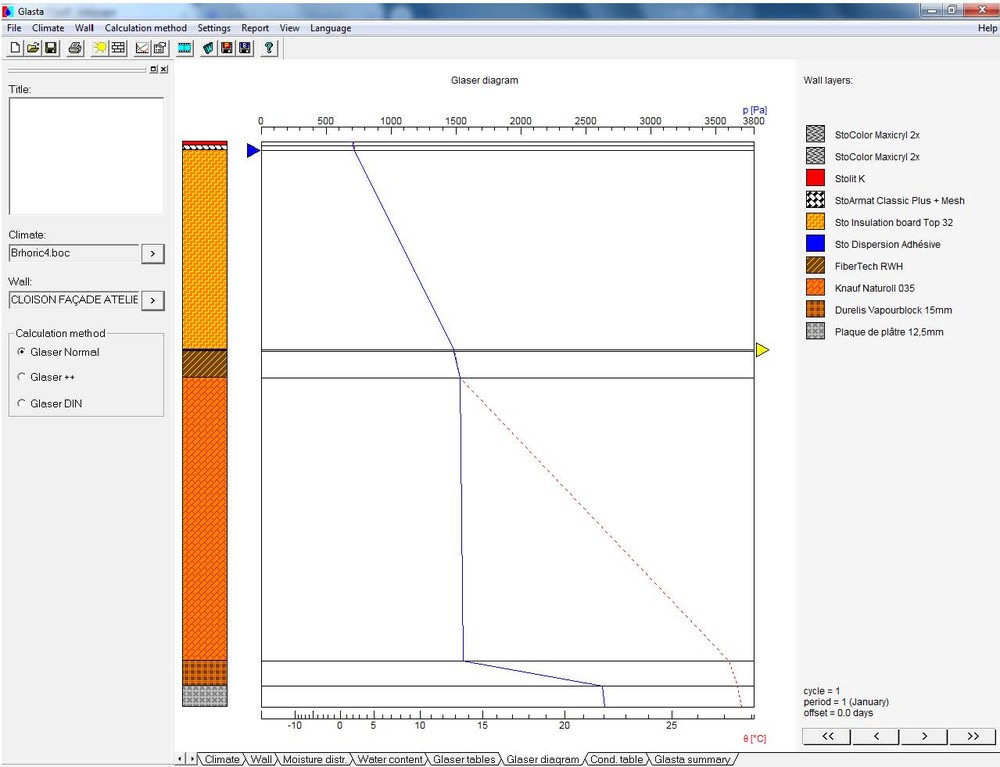 Glasta
File Climate Wall Calculation method Settings Report View Language Help
Title:
Climate:
Brhoric4.boc
>
Wall:
CLOISON FAÇADE ATELIE
>
Calculation method
Glaser Normal
Glaser ++
Glaser DIN
Glaser diagram
p [Pa]
0 500 1000 1500 2000 2500 3000 3500 3800
-10 0 5 10 15 20 25
θ [°C]
Wall layers:
StoColor Maxicryl 2x
StoColor Maxicryl 2x
Stolit K
StoArmat Classic Plus + Mesh
Sto Insulation board Top 32
Sto Dispersion Adhésive
FiberTech RWH
Knauf Naturoll 035
Durelis Vapourblock 15mm
Plaque de plâtre 12,5mm
cycle = 1
period = 1 (January)
offset = 0.0 days
<< < > >>
Climate Wall Moisture distr. Water content Glaser tables Glaser diagram Cond. table Glasta summary